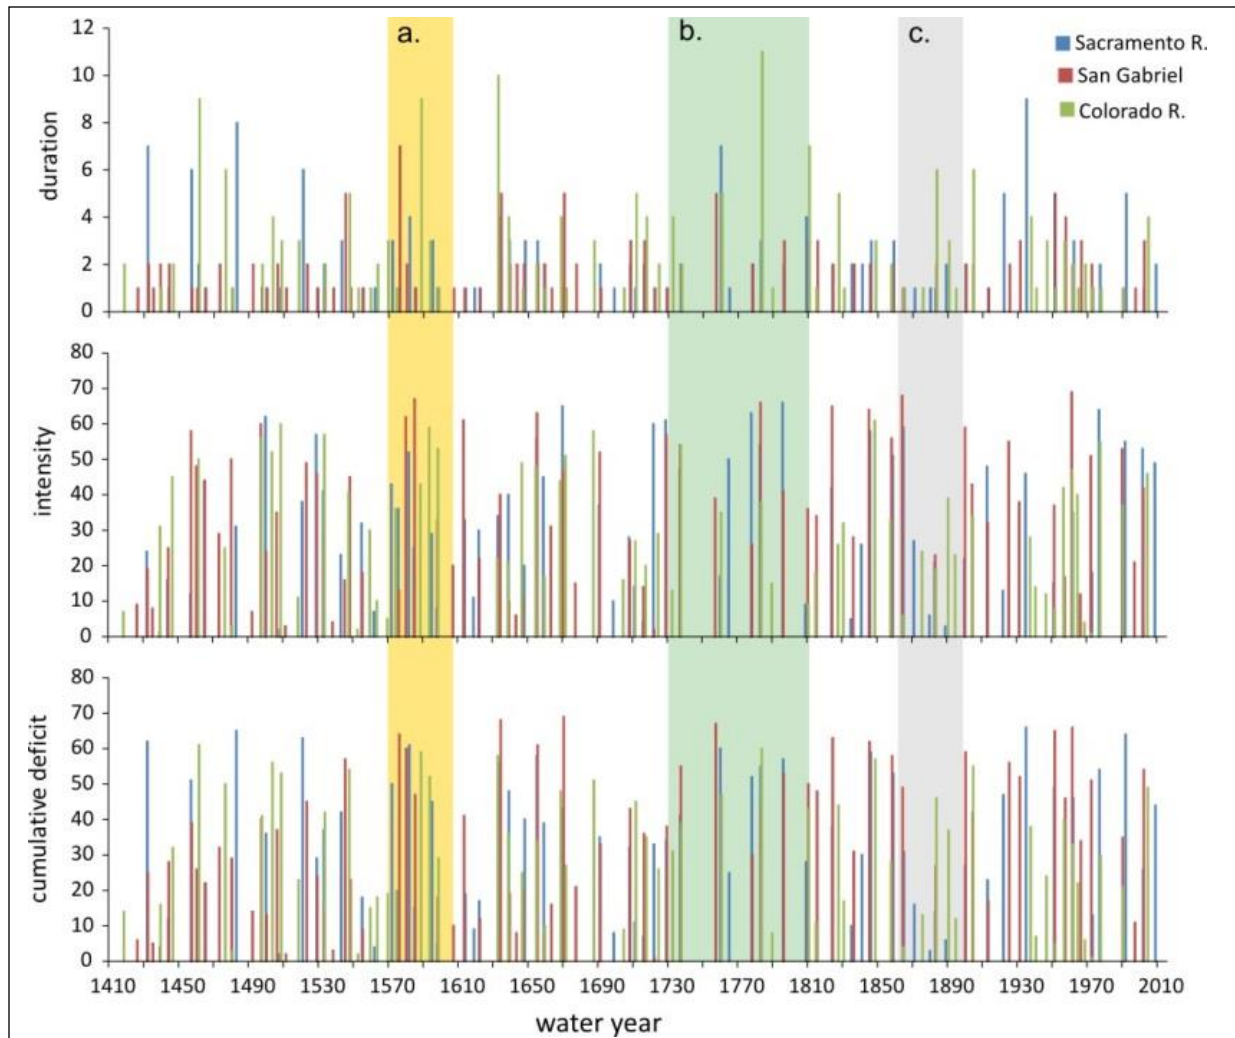 a. b. c.
Sacramento R.
San Gabriel
Colorado R.
duration
12
10
8
6
4
2
0
intensity
80
70
60
50
40
30
20
10
0
cumulative deficit
80
70
60
50
40
30
20
10
0
1410 1450 1490 1530 1570 1610 1650 1690 1730 1770 1810 1850 1890 1930 1970 2010
water year